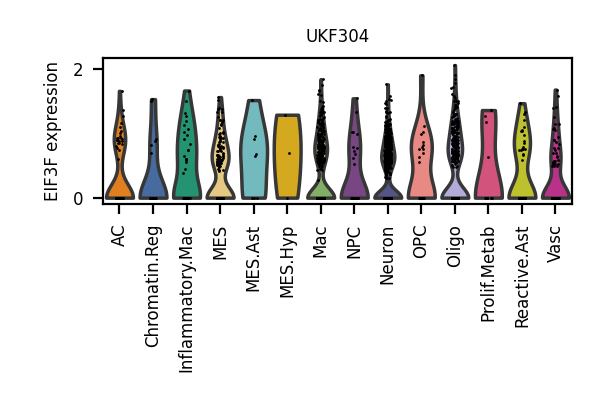 UKF304
EIF3F expression
2
0
AC
Chromatin.Reg
Inflammatory.Mac
MES
MES.Ast
MES.Hyp
Mac
NPC
Neuron
OPC
Oligo
Prolif.Metab
Reactive.Ast
Vasc